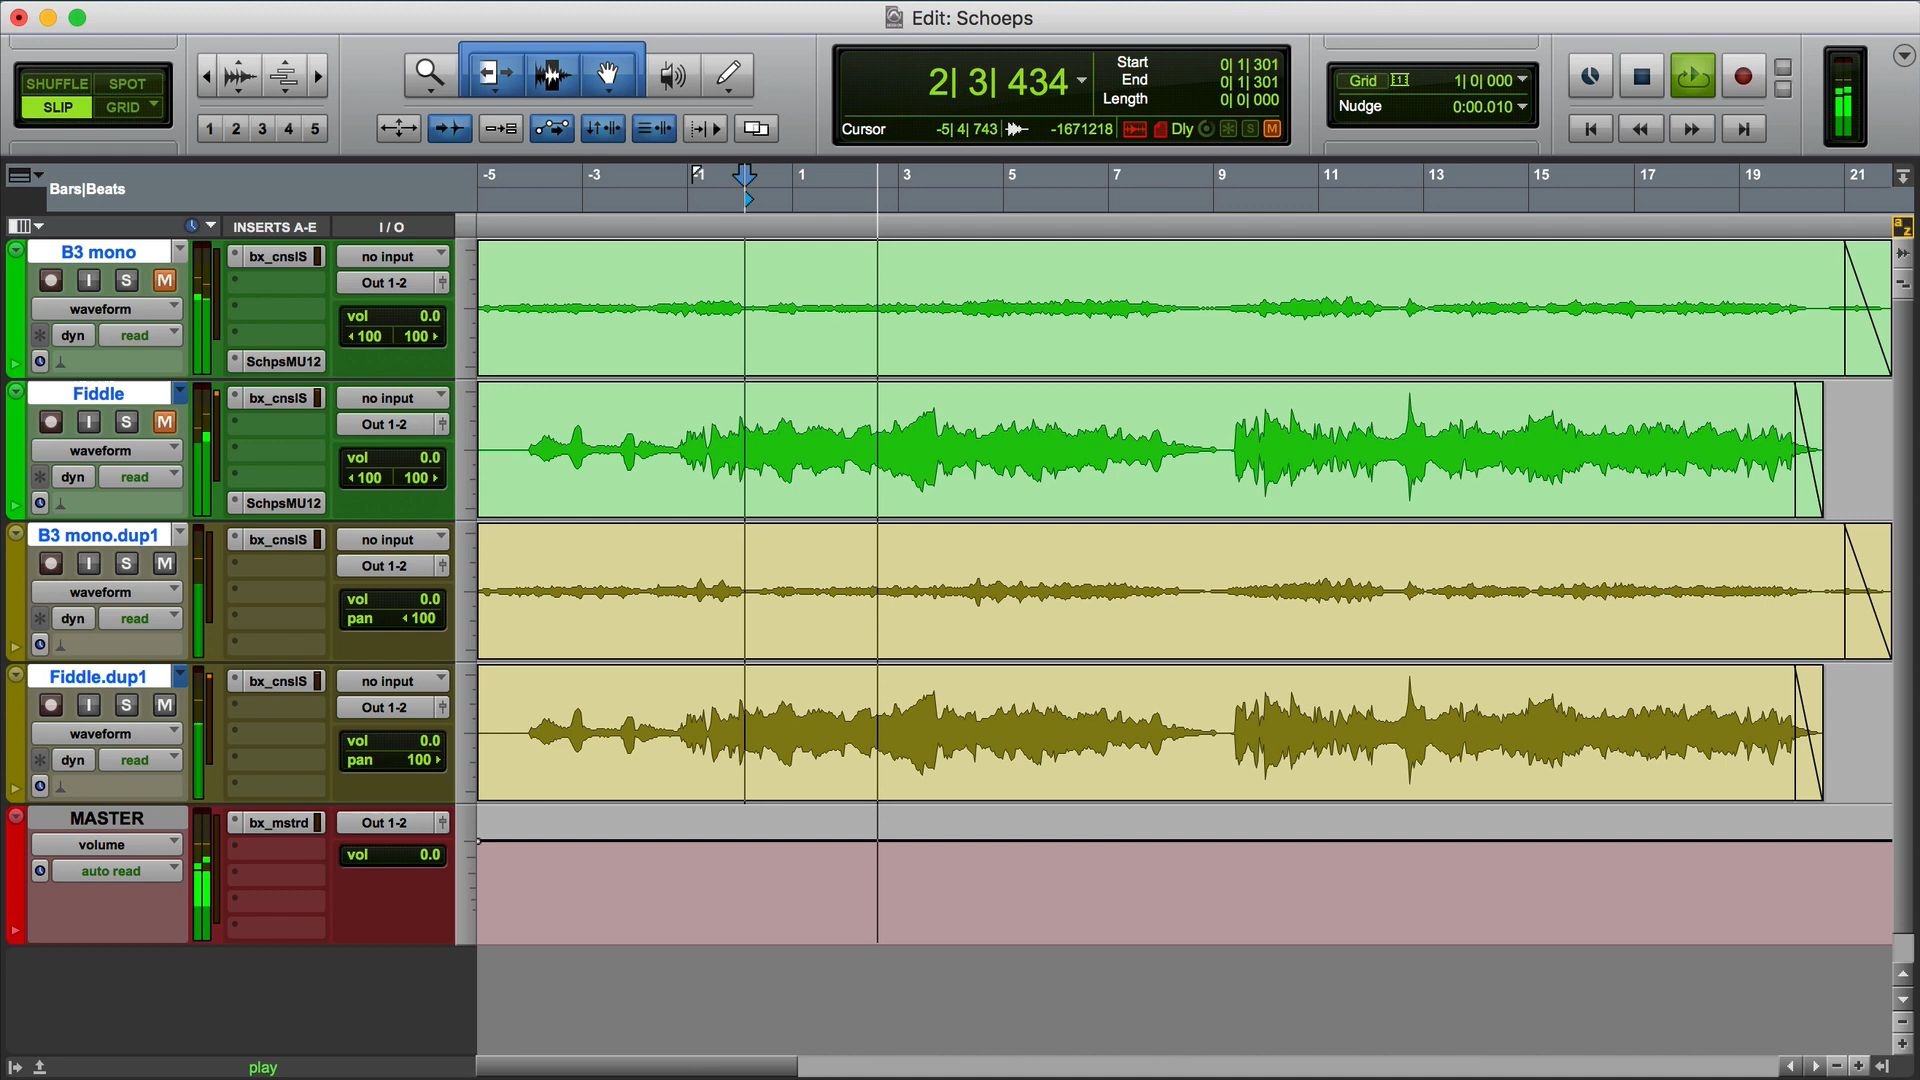 Edit: Schoeps
SHUFFLE SPOT
SLIP GRID
1 2 3 4 5
2| 3| 434
Start 0| 1| 301
End 0| 1| 301
Length 0| 0| 000
Cursor -5| 4| 743 -1671218 Dly S M
Grid 1| 0| 000
Nudge 0:00.010
Bars|Beats
-5 -3 -1 1 3 5 7 9 11 13 15 17 19 21
INSERTS A-E I / O
a z
B3 mono
I S M
waveform
dyn read
bx_cnslS
SchpsMU12
no input
Out 1-2
vol 0.0
100 100
Fiddle
I S M
waveform
dyn read
bx_cnslS
SchpsMU12
no input
Out 1-2
vol 0.0
100 100
B3 mono.dup1
I S M
waveform
dyn read
bx_cnslS
no input
Out 1-2
vol 0.0
pan 100
Fiddle.dup1
I S M
waveform
dyn read
bx_cnslS
no input
Out 1-2
vol 0.0
pan 100
MASTER
volume
auto read
bx_mstrd
Out 1-2
vol 0.0
play